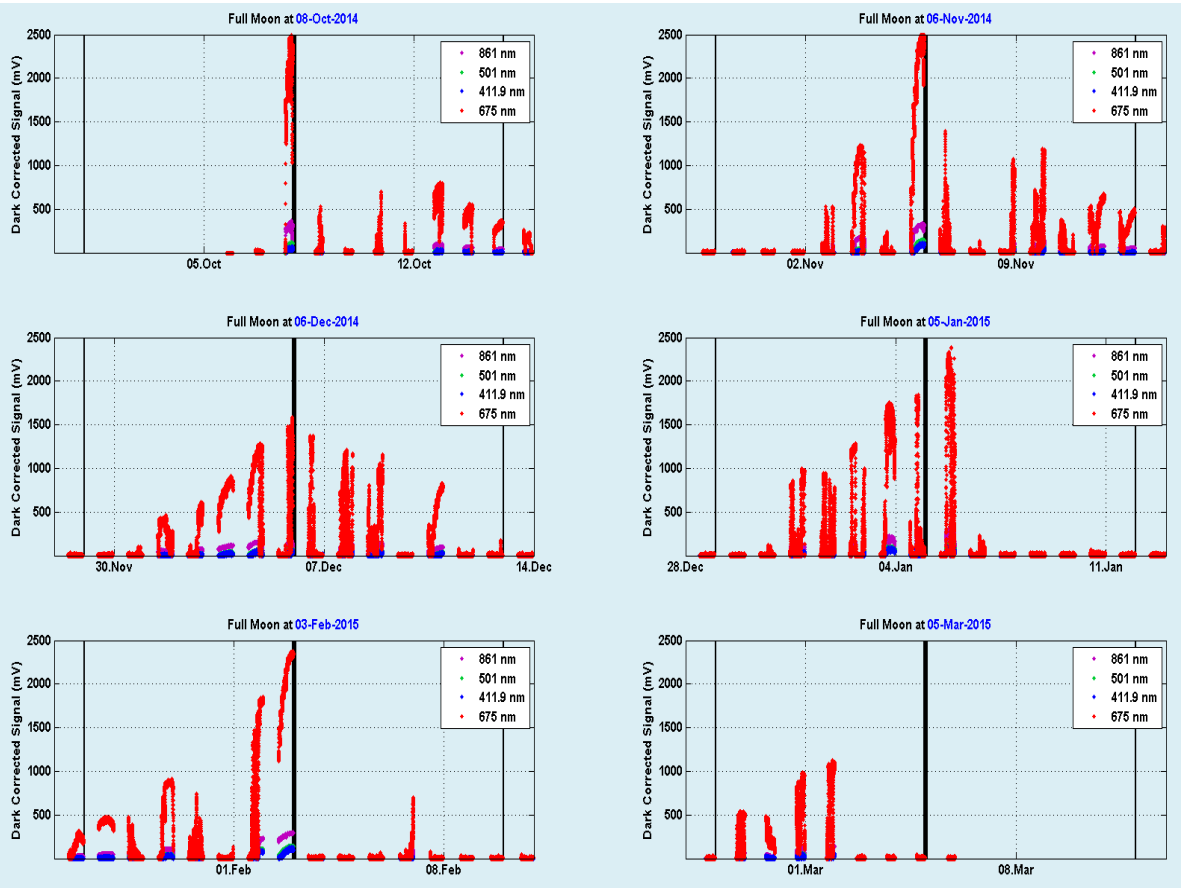 Full Moon at 08-Oct-2014
Dark Corrected Signal (mV)
2500
2000
1500
1000
500
861 nm
501 nm
411.9 nm
675 nm
05.Oct
12.Oct
Full Moon at 06-Nov-2014
Dark Corrected Signal (mV)
2500
2000
1500
1000
500
861 nm
501 nm
411.9 nm
675 nm
02.Nov
09.Nov
Full Moon at 06-Dec-2014
Dark Corrected Signal (mV)
2500
2000
1500
1000
500
861 nm
501 nm
411.9 nm
675 nm
30.Nov
07.Dec
14.Dec
Full Moon at 05-Jan-2015
Dark Corrected Signal (mV)
2500
2000
1500
1000
500
861 nm
501 nm
411.9 nm
675 nm
28.Dec
04.Jan
11.Jan
Full Moon at 03-Feb-2015
Dark Corrected Signal (mV)
2500
2000
1500
1000
500
861 nm
501 nm
411.9 nm
675 nm
01.Feb
08.Feb
Full Moon at 05-Mar-2015
Dark Corrected Signal (mV)
2500
2000
1500
1000
500
861 nm
501 nm
411.9 nm
675 nm
01.Mar
08.Mar